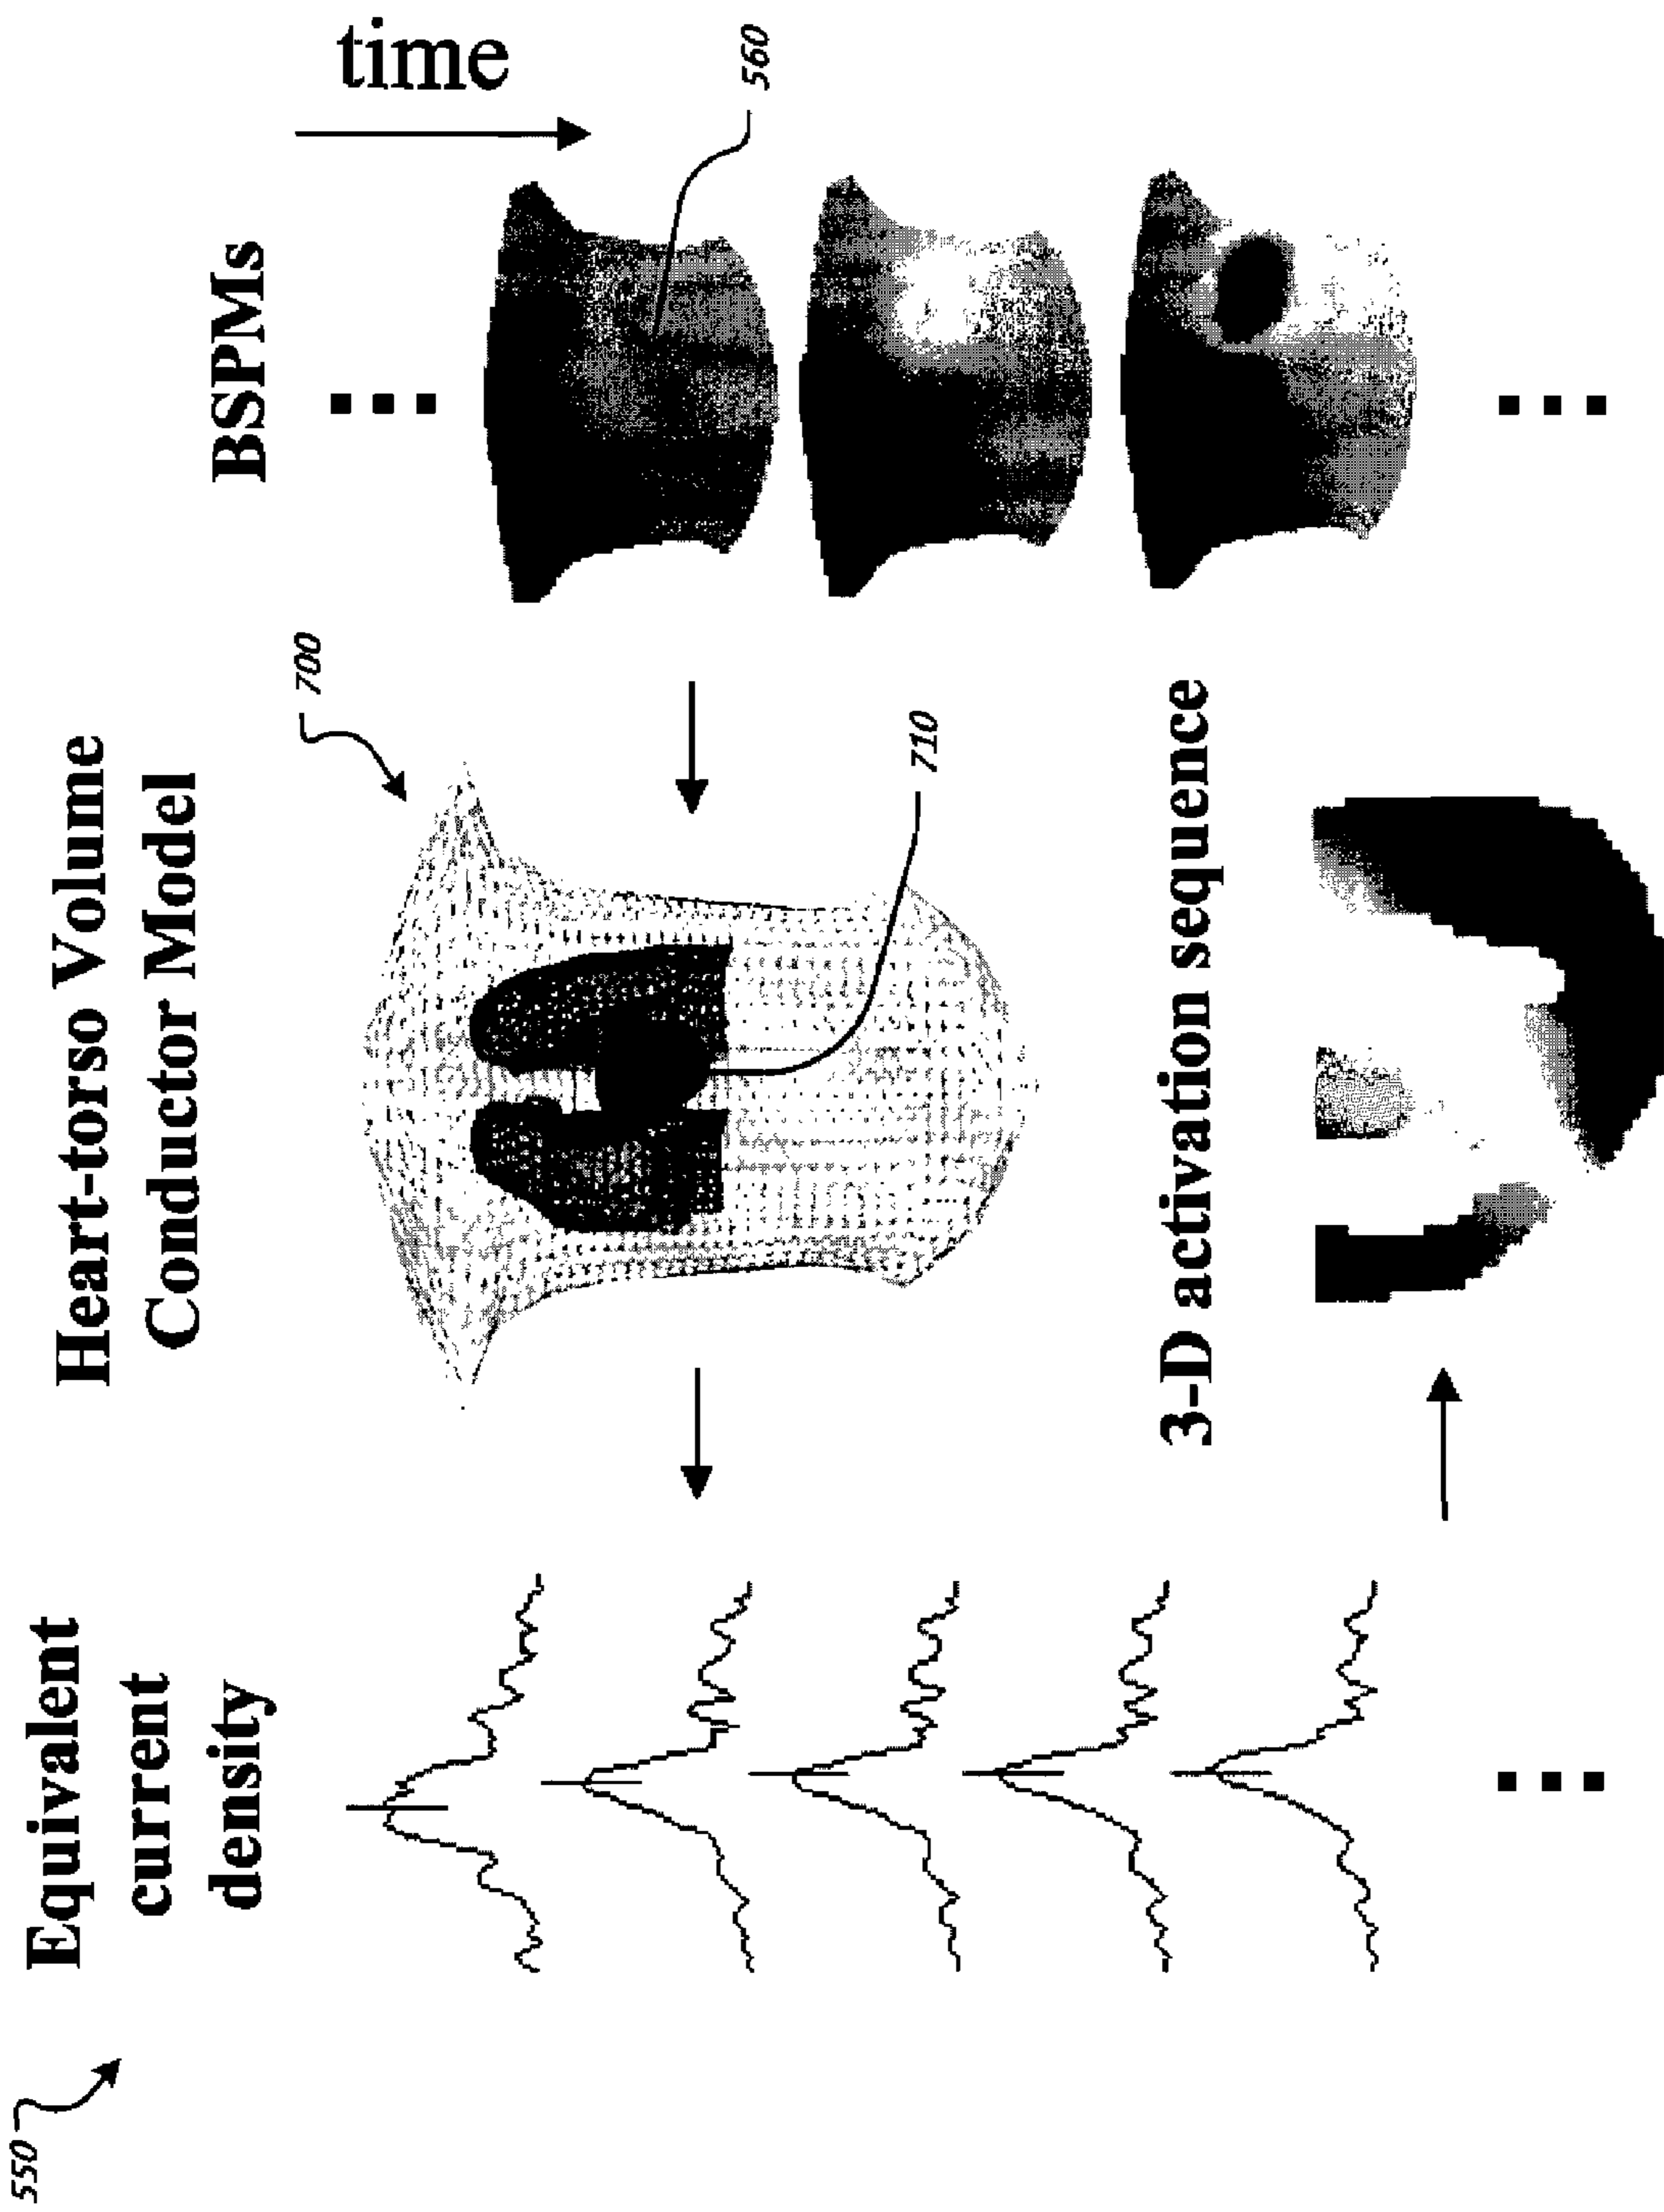 550
Equivalent
current
density
Heart-torso Volume
Conductor Model
700
710
BSPMs
time
560
3-D activation sequence